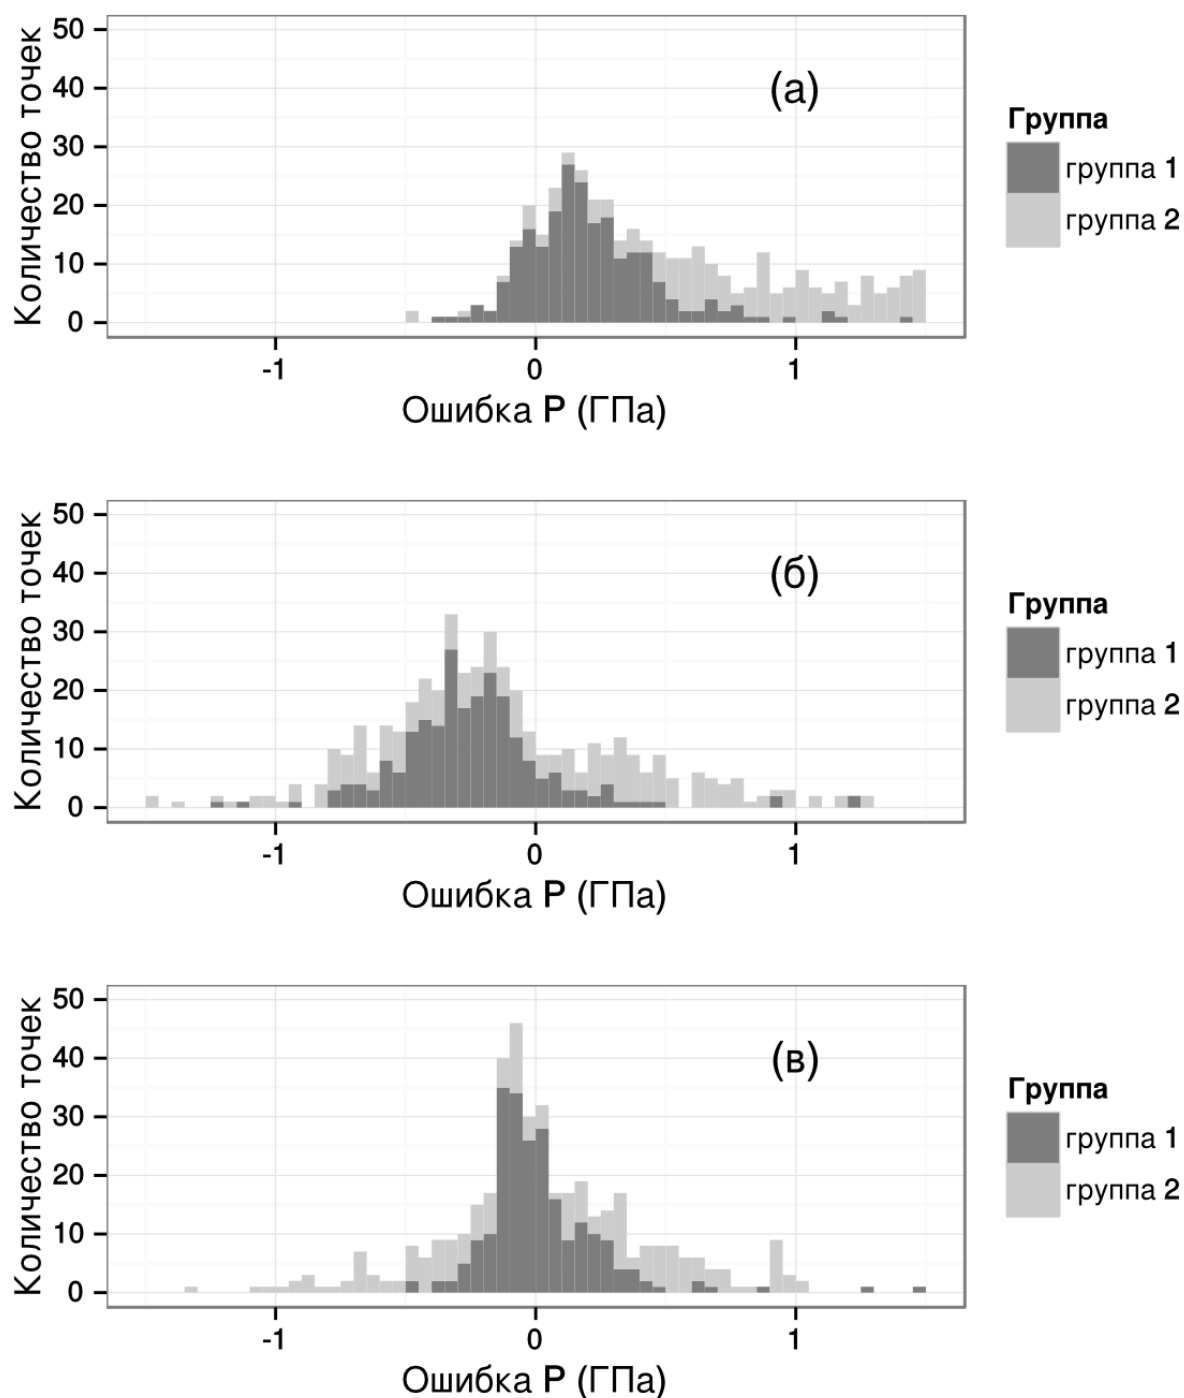 50
40
30
20
10
0
Количество точек
(а)
-1
0
1
Ошибка P (ГПа)
Группа
группа 1
группа 2
50
40
30
20
10
0
Количество точек
(б)
-1
0
1
Ошибка P (ГПа)
Группа
группа 1
группа 2
50
40
30
20
10
0
Количество точек
(в)
-1
0
1
Ошибка P (ГПа)
Группа
группа 1
группа 2